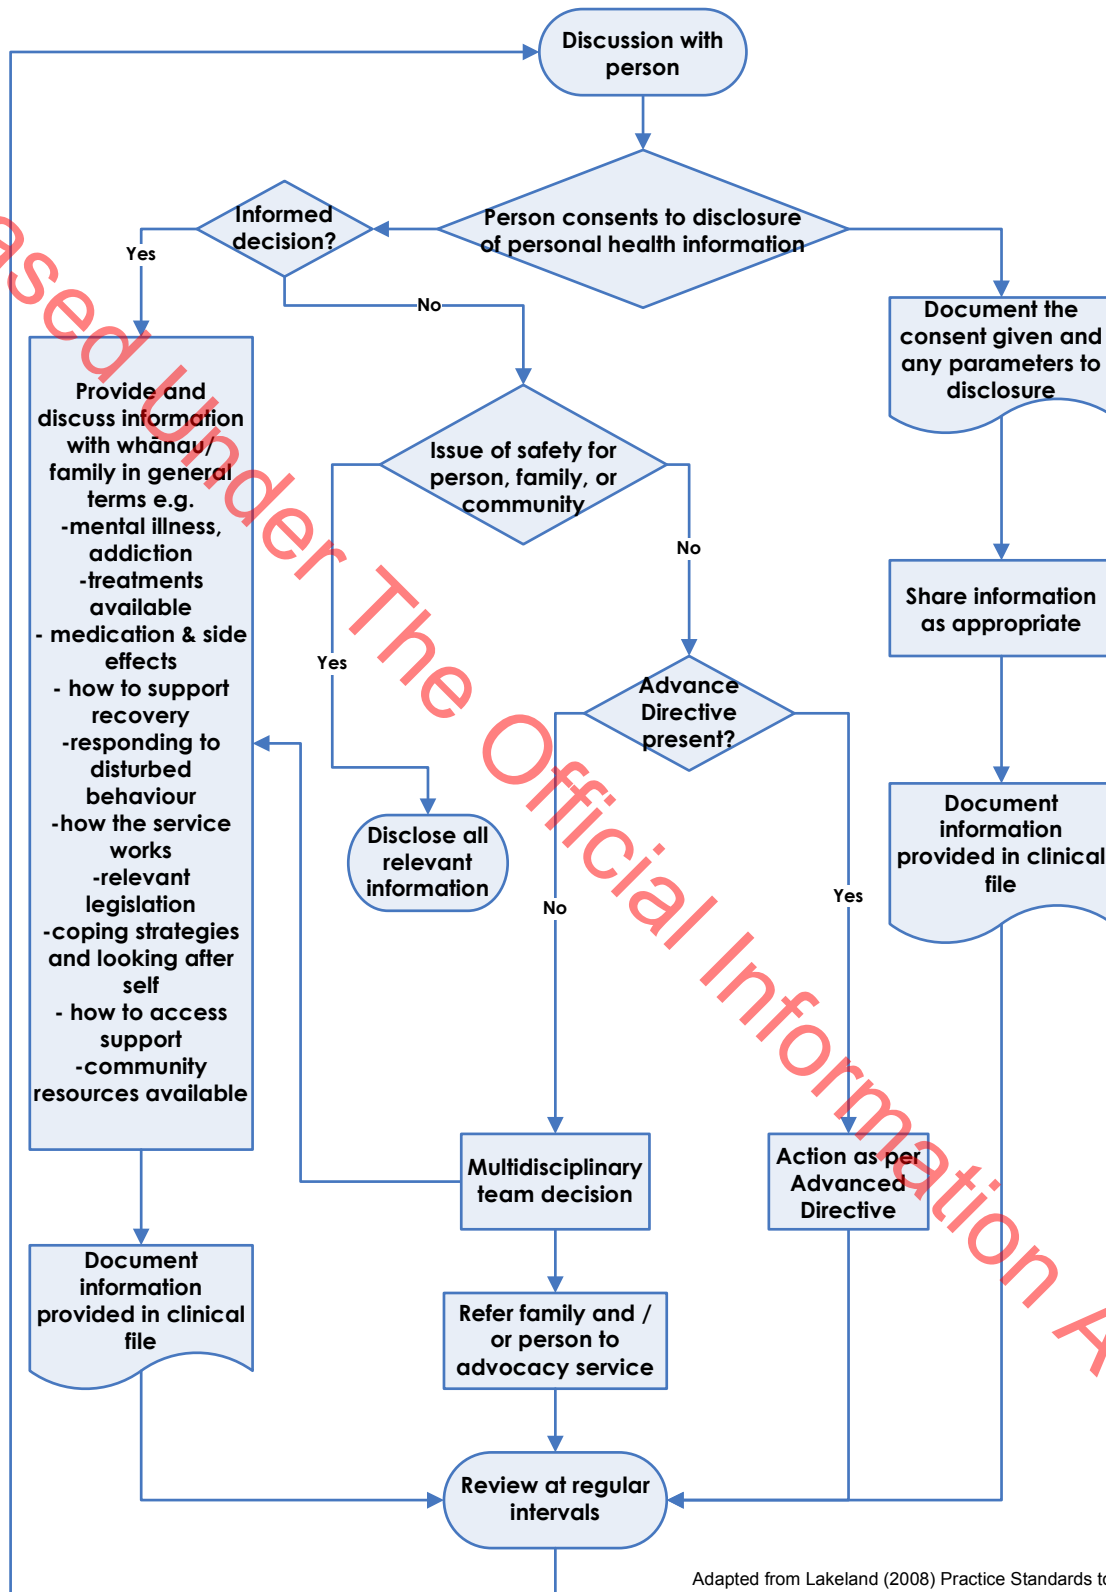 Discussion with
person
Person consents to disclosure
of personal health information
Informed
decision?
Yes
No
Document the
consent given and
any parameters to
disclosure
Provide and
discuss information
with whānau/
family in general
terms e.g.
-mental illness,
addiction
-treatments
available
- medication & side
effects
- how to support
recovery
-responding to
disturbed
behaviour
-how the service
works
-relevant
legislation
-coping strategies
and looking after
self
- how to access
support
-community
resources available
Issue of safety for
person, family, or
community
No
Yes
Share information
as appropriate
Advance
Directive
present?
Disclose all
relevant
information
No
Yes
Document
information
provided in clinical
file
Multidisciplinary
team decision
Action as per
Advanced
Directive
Document
information
provided in clinical
file
Refer family and /
or person to
advocacy service
Review at regular
intervals
Adapted from Lakeland (2008) Practice Standards to
ased Under The Official Information A